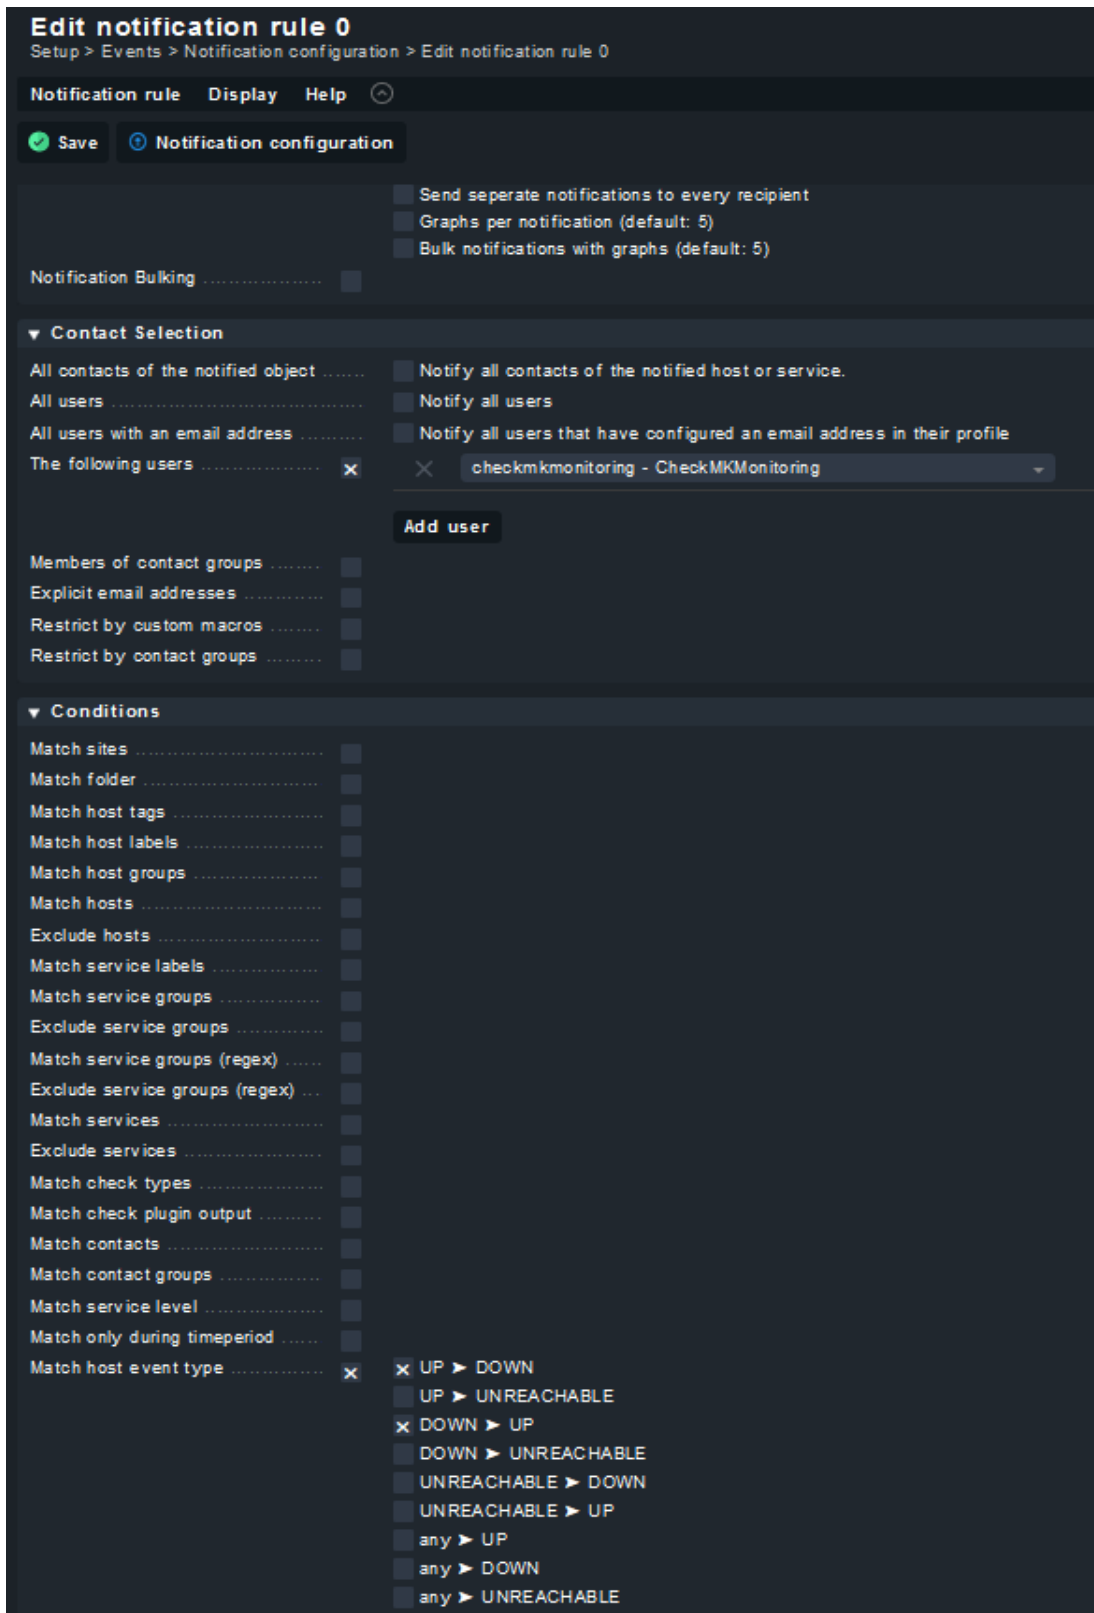 Edit notification rule 0
Setup > Events > Notification configuration > Edit notification rule 0
Notification rule Display Help
Save Notification configuration
Send seperate notifications to every recipient
Graphs per notification (default: 5)
Bulk notifications with graphs (default: 5)
Notification Bulking
Contact Selection
All contacts of the notified object Notify all contacts of the notified host or service.
All users Notify all users
All users with an email address Notify all users that have configured an email address in their profile
The following users checkmkmonitoring - CheckMKMonitoring
Add user
Members of contact groups
Explicit email addresses
Restrict by custom macros
Restrict by contact groups
Conditions
Match sites
Match folder
Match host tags
Match host labels
Match host groups
Match hosts
Exclude hosts
Match service labels
Match service groups
Exclude service groups
Match service groups (regex)
Exclude service groups (regex)
Match services
Exclude services
Match check types
Match check plugin output
Match contacts
Match contact groups
Match service level
Match only during timeperiod
Match host event type UP ➤ DOWN
UP ➤ UNREACHABLE
DOWN ➤ UP
DOWN ➤ UNREACHABLE
UNREACHABLE ➤ DOWN
UNREACHABLE ➤ UP
any ➤ UP
any ➤ DOWN
any ➤ UNREACHABLE